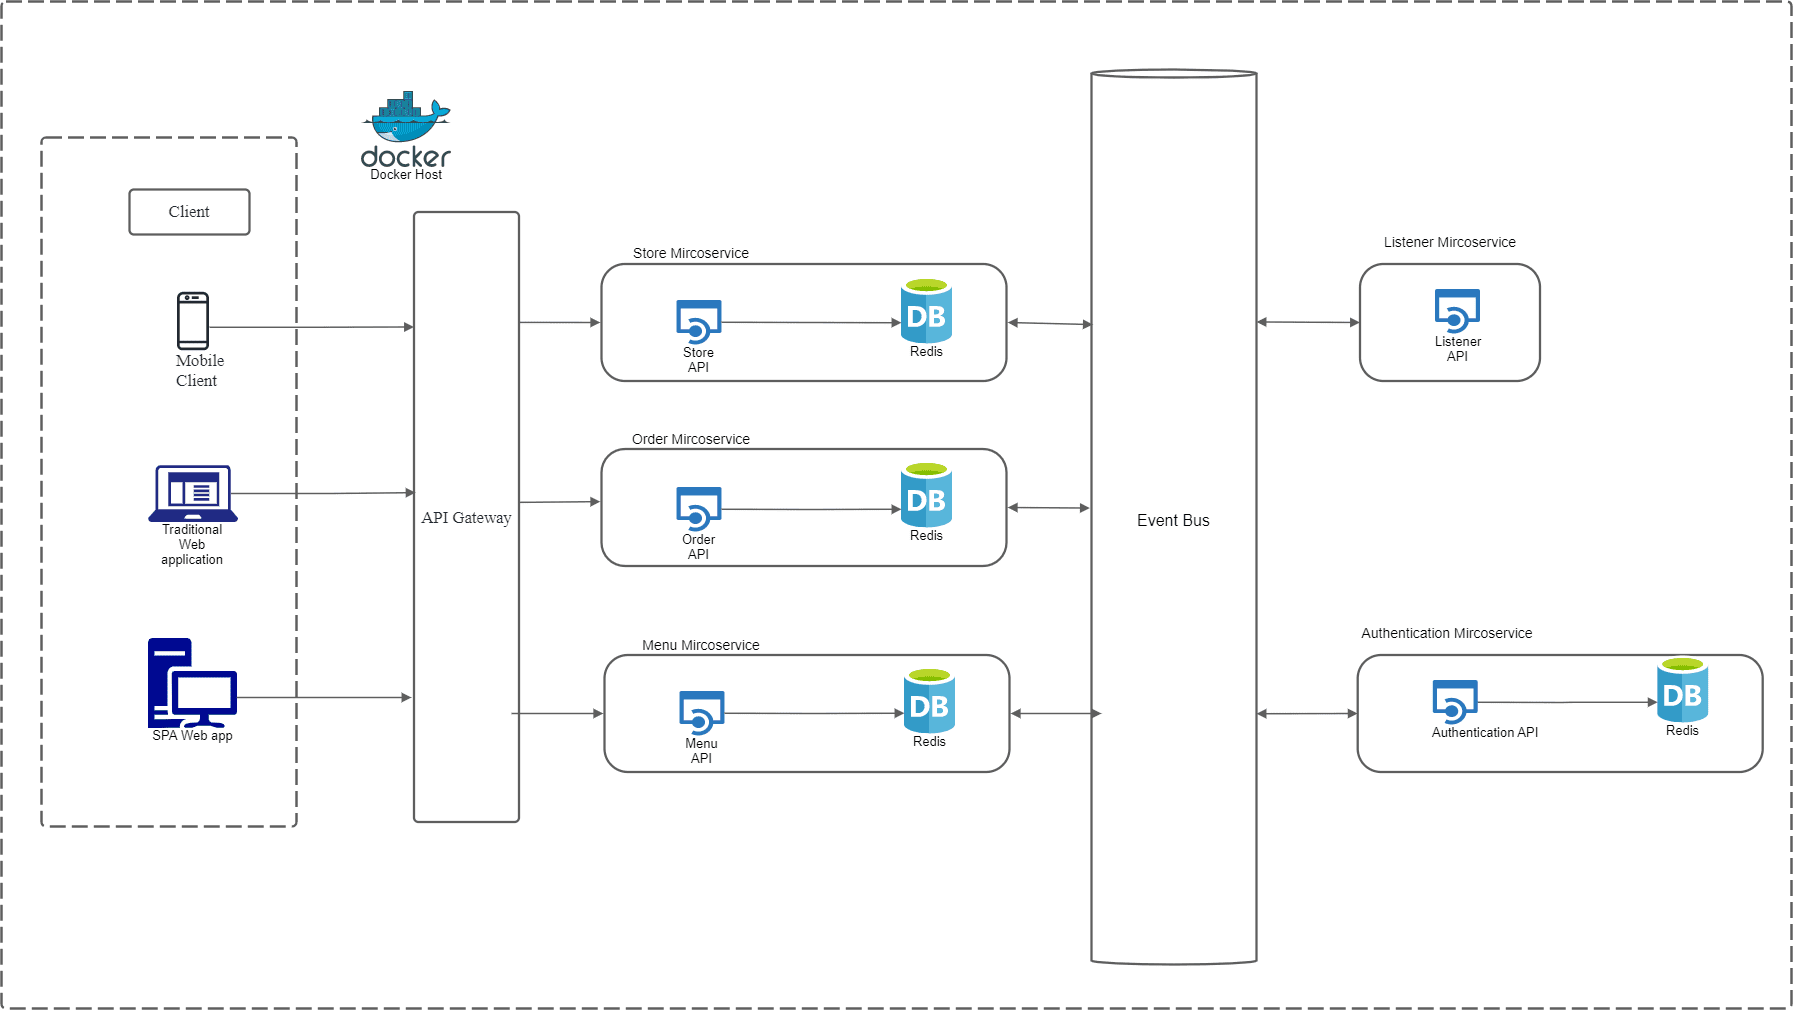 docker
Docker Host
Client
Mobile
Client
Traditional
Web
application
SPA Web app
API Gateway
Store Mircoservice
Store
API
DB
Redis
Order Mircoservice
Order
API
DB
Redis
Menu Mircoservice
Menu
API
DB
Redis
Event Bus
Listener Mircoservice
Listener
API
Authentication Mircoservice
Authentication API
DB
Redis